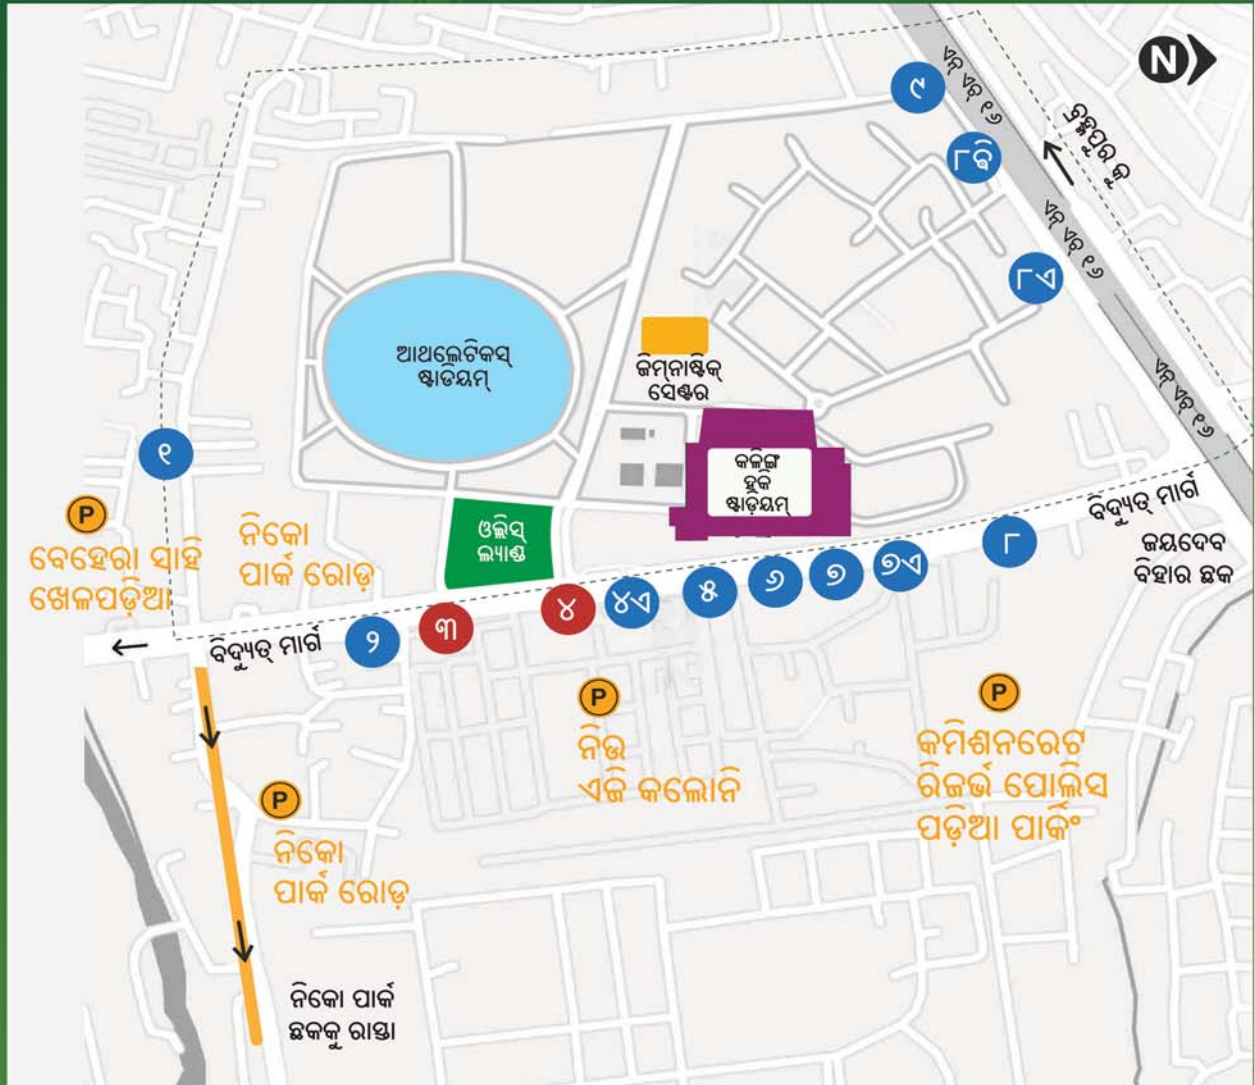 N
ଏନ୍ ଏଚ୍ ୧୬
୯
ବ୍ରହ୍ମପୁର କୁ
୮ବି
ଏନ୍ ଏଚ୍ ୧୬
୮ଏ
ଆଥଲେଟିକସ୍
ଷ୍ଟାଡିୟମ୍
ଜିମ୍‌ନାଷ୍ଟିକ୍
ସେଣ୍ଟର
ଏନ୍ ଏଚ୍ ୧୬
୧
କଳିଙ୍ଗ
ହକି
ଷ୍ଟାଡ଼ିୟମ୍
ବିଦ୍ୟୁତ୍ ମାର୍ଗ
P
ବେହେରା ସାହି
ଖେଳପଡ଼ିଆ
ନିକୋ
ପାର୍କ ରୋଡ଼
ଓଲ୍ଲିସ୍
ଲ୍ୟାଣ୍ଡ
ଜୟଦେବ
ବିହାର ଛକ
ବିଦ୍ୟୁତ୍ ମାର୍ଗ
୨
୩
୪
୪ଏ
୫
୬
୭
୭ଏ
୮
P
ନିଉ
ଏଜି କଲୋନି
P
କମିଶନରେଟ
ରିଜର୍ଭ ପୋଲିସ
ପଡ଼ିଆ ପାର୍କିଂ
P
ନିକୋ
ପାର୍କ ରୋଡ଼
ନିକୋ ପାର୍କ
ଛକକୁ ରାସ୍ତା